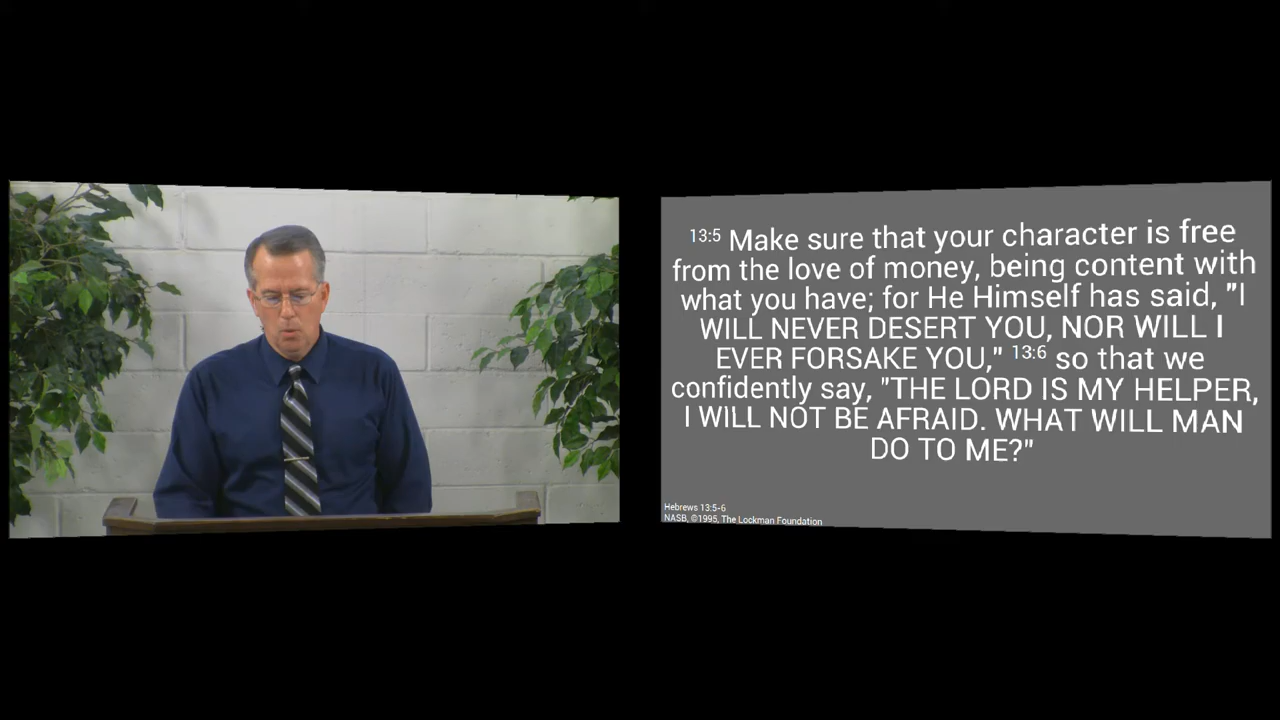 13:5 Make sure that your character is free
from the love of money, being content with
what you have; for He Himself has said, "I
WILL NEVER DESERT YOU, NOR WILL I
EVER FORSAKE YOU," 13:6 so that we
confidently say, "THE LORD IS MY HELPER,
I WILL NOT BE AFRAID. WHAT WILL MAN
DO TO ME?"
Hebrews 13:5-6
NASB, ©1995, The Lockman Foundation